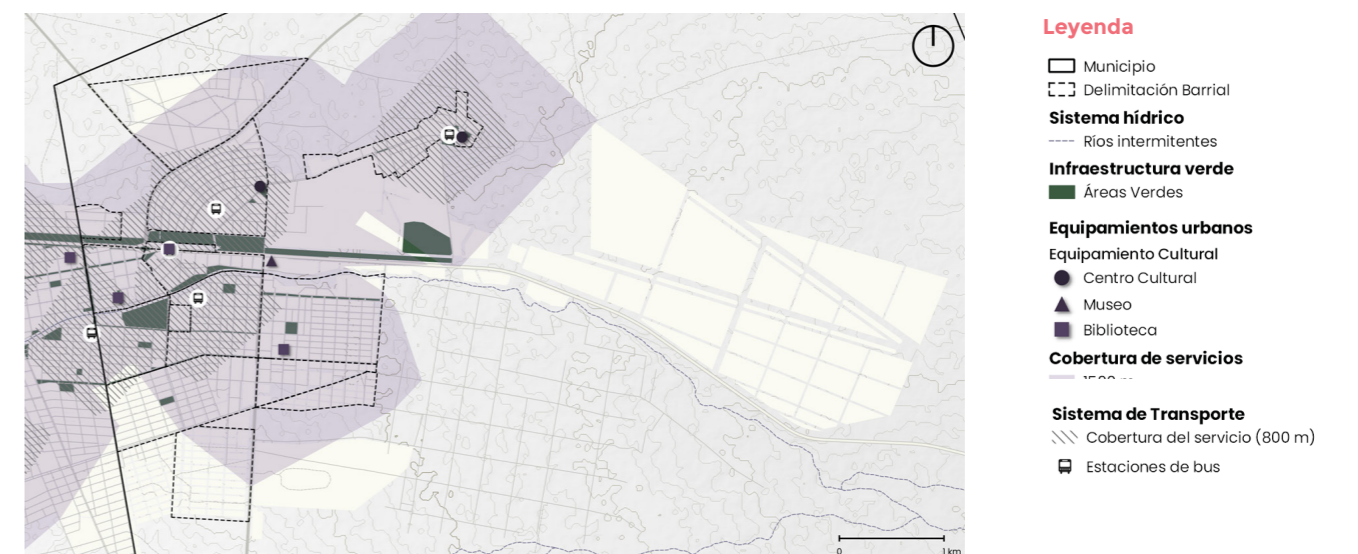 Leyenda
Municipio
Delimitación Barrial
Sistema hídrico
Ríos intermitentes
Infraestructura verde
Áreas Verdes
Equipamientos urbanos
Equipamiento Cultural
Centro Cultural
Museo
Biblioteca
Cobertura de servicios
Sistema de Transporte
Cobertura del servicio (800 m)
Estaciones de bus
0 1 km